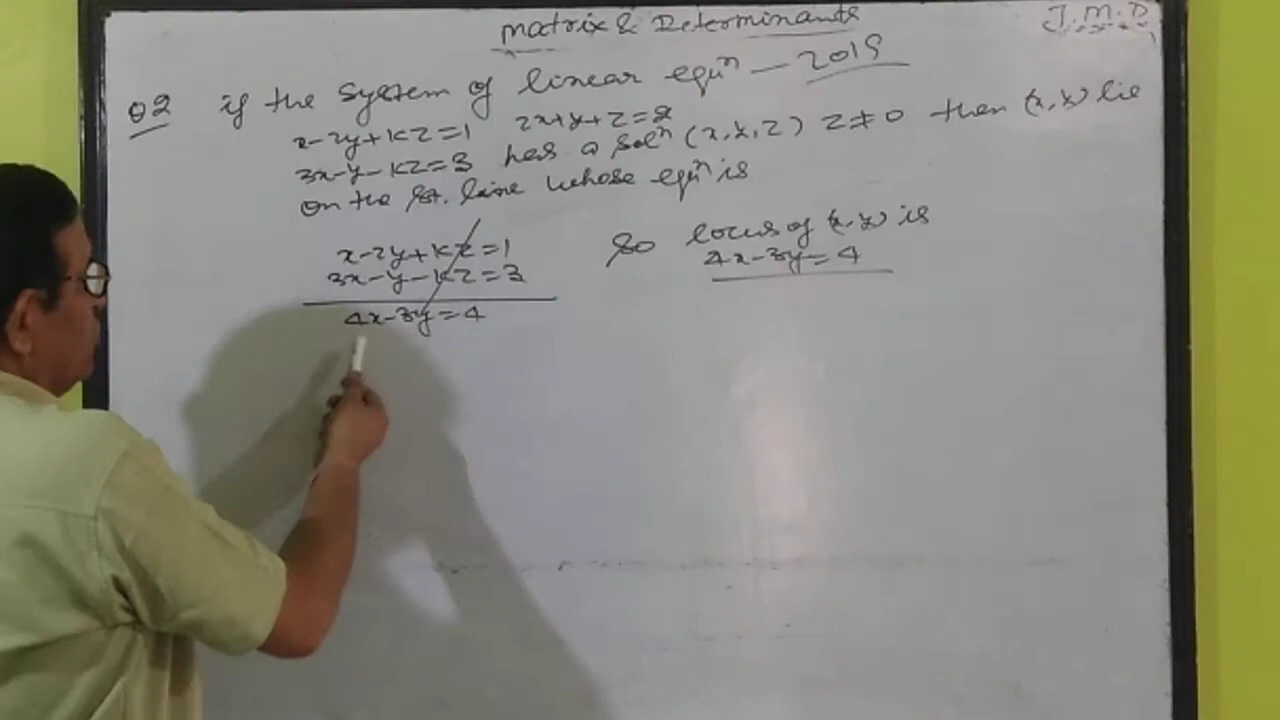 Matrix & Determinants
J.M.D
Q2 if the system of linear equⁿ — 2019
x-2y+kz=1 2x+y+z=2
3x-y-kz=3 has a solⁿ (x,y,z) z≠0 then (x,y) lie
on the st. line whose equⁿ is
x-2y+kz=1
3x-y-kz=3
4x-3y=4
So locus of (x,y) is
4x-3y=4